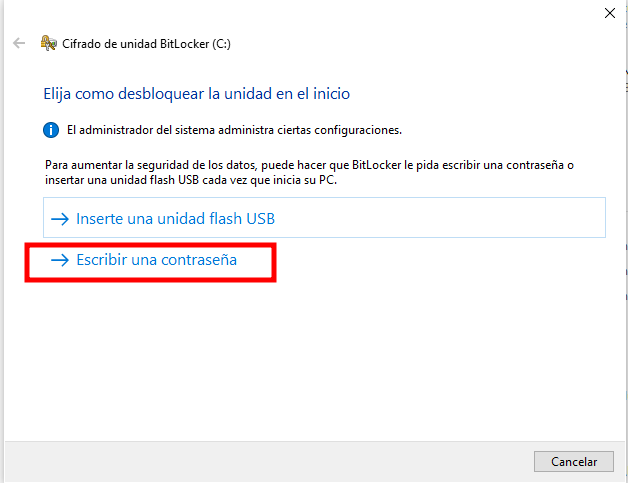 Cifrado de unidad BitLocker (C:)
Elija como desbloquear la unidad en el inicio
El administrador del sistema administra ciertas configuraciones.
Para aumentar la seguridad de los datos, puede hacer que BitLocker le pida escribir una contraseña o
insertar una unidad flash USB cada vez que inicia su PC.
Inserte una unidad flash USB
Escribir una contraseña
Cancelar